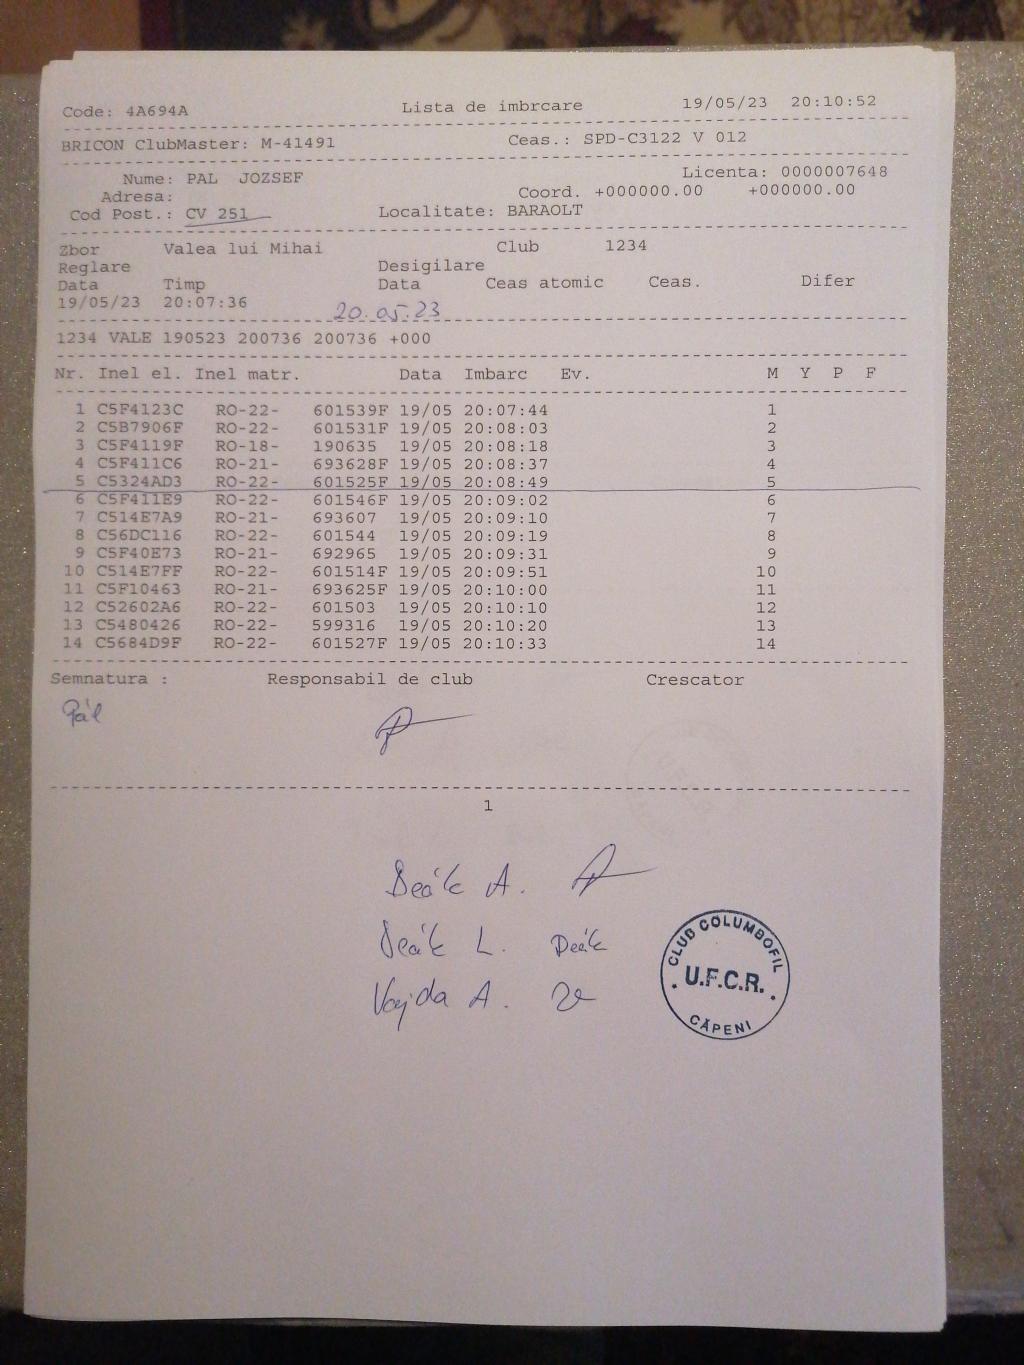 Code: 4A694A Lista de imbrcare 19/05/23 20:10:52
BRICON ClubMaster: M-41491 Ceas.: SPD-C3122 V 012
Nume: PAL JOZSEF Licenta: 0000007648
Adresa: Coord. +000000.00 +000000.00
Cod Post.: CV 251 Localitate: BARAOLT
Zbor Valea lui Mihai Club 1234
Reglare Desigilare
Data Timp Data Ceas atomic Ceas. Difer
19/05/23 20:07:36 20.05.23
1234 VALE 190523 200736 200736 +000
Nr. Inel el. Inel matr. Data Imbarc Ev. M Y P F
1 C5F4123C RO-22- 601539F 19/05 20:07:44 1
2 C5B7906F RO-22- 601531F 19/05 20:08:03 2
3 C5F4119F RO-18- 190635 19/05 20:08:18 3
4 C5F411C6 RO-21- 693628F 19/05 20:08:37 4
5 C5324AD3 RO-22- 601525F 19/05 20:08:49 5
6 C5F411E9 RO-22- 601546F 19/05 20:09:02 6
7 C514E7A9 RO-21- 693607 19/05 20:09:10 7
8 C56DC116 RO-22- 601544 19/05 20:09:19 8
9 C5F40E73 RO-21- 692965 19/05 20:09:31 9
10 C514E7FF RO-22- 601514F 19/05 20:09:51 10
11 C5F10463 RO-21- 693625F 19/05 20:10:00 11
12 C52602A6 RO-22- 601503 19/05 20:10:10 12
13 C5480426 RO-22- 599316 19/05 20:10:20 13
14 C5684D9F RO-22- 601527F 19/05 20:10:33 14
Semnatura : Responsabil de club Crescator
Pál
1
Deák A.
Deák L. Deák
Vajda A.
CLUB COLUMBOFIL
U.F.C.R.
CĂPENI